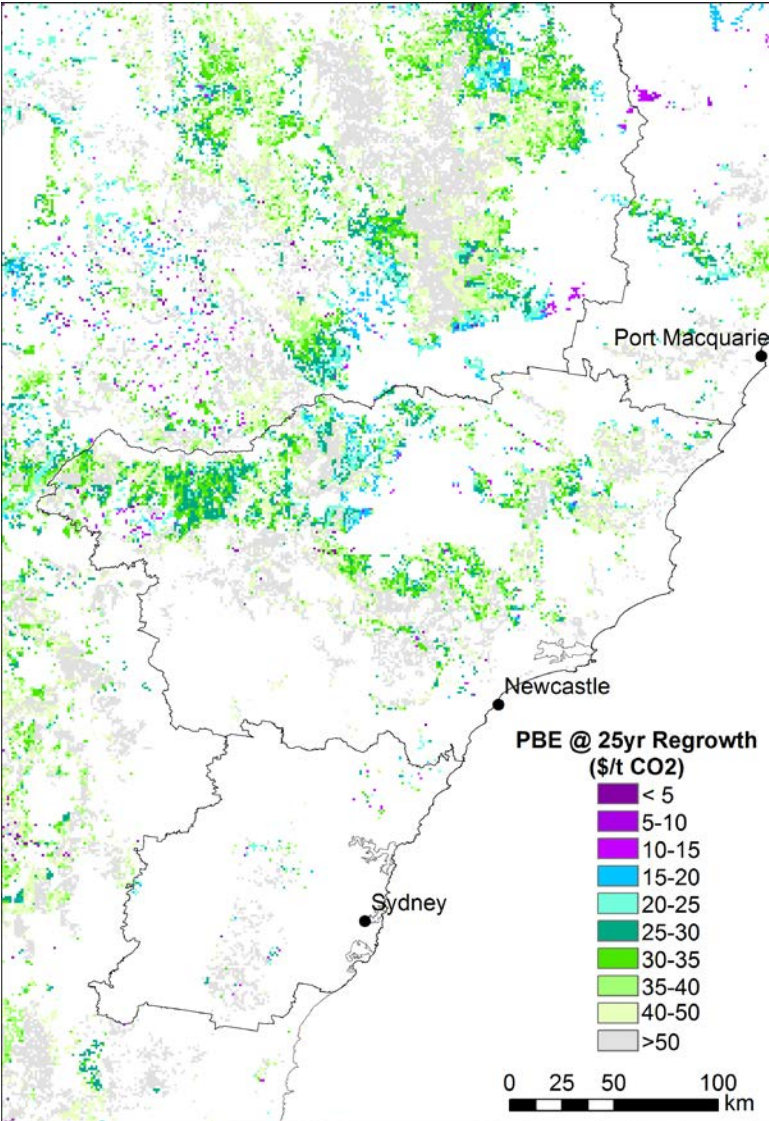 Port Macquarie
Newcastle
PBE @ 25yr Regrowth
($/t CO2)
< 5
5-10
10-15
15-20
20-25
25-30
30-35
35-40
40-50
>50
Sydney
0 25 50 100
km